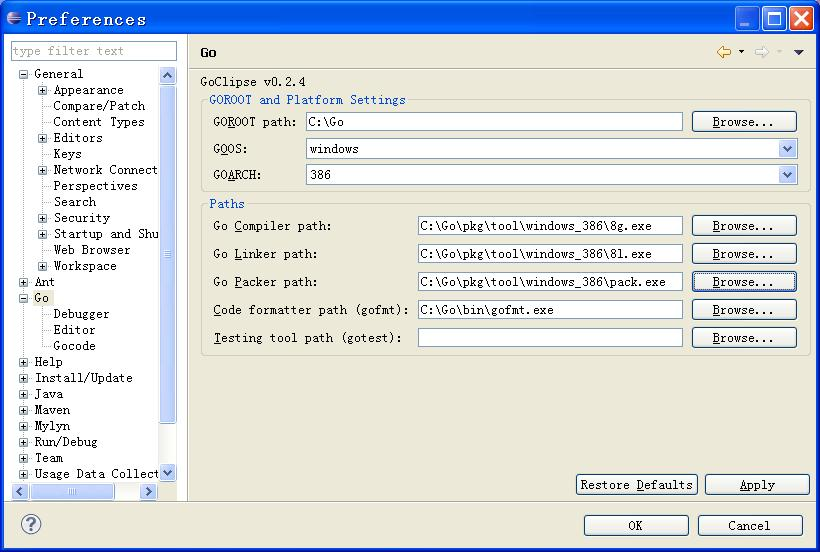 Preferences
type filter text
General
Appearance
Compare/Patch
Content Types
Editors
Keys
Network Connect
Perspectives
Search
Security
Startup and Shu
Web Browser
Workspace
Ant
Go
Debugger
Editor
Gocode
Help
Install/Update
Java
Maven
Mylyn
Run/Debug
Team
Usage Data Collect
Go
GoClipse v0.2.4
GOROOT and Platform Settings
GOROOT path: C:\Go Browse...
GOOS: windows
GOARCH: 386
Paths
Go Compiler path: C:\Go\pkg\tool\windows_386\8g.exe Browse...
Go Linker path: C:\Go\pkg\tool\windows_386\8l.exe Browse...
Go Packer path: C:\Go\pkg\tool\windows_386\pack.exe Browse...
Code formatter path (gofmt): C:\Go\bin\gofmt.exe Browse...
Testing tool path (gotest): Browse...
Restore Defaults Apply
? OK Cancel